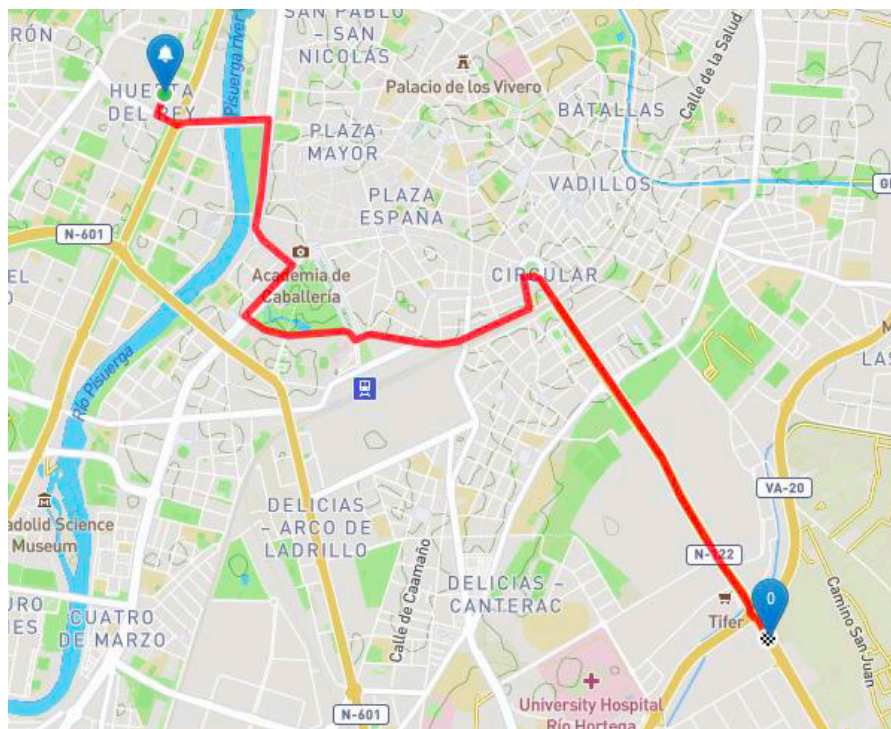 SAN PABLO
– SAN
NICOLÁS
Pisuerga river
HUERTA
DEL REY
Palacio de los Vivero
Calle de la Salud
BATALLAS
PLAZA
MAYOR
VADILLOS
PLAZA
ESPAÑA
N-601
Academia de
Caballería
CIRCULAR
EL
Río Pisuerga
LAS
VA-20
DELICIAS
– ARCO DE
LADRILLO
adolid Science
Museum
N-122
0
Tifer
DELICIAS –
CANTERAC
Calle de Caamaño
Camino San Juan
CUATRO
DE MARZO
University Hospital
Río Hortega
N-601